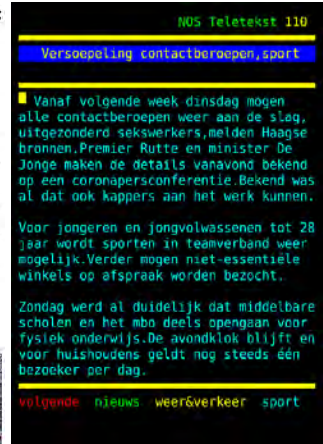 NOS Teletekst 110
Versoepeling contactberoepen,sport
Vanaf volgende week dinsdag mogen
alle contactberoepen weer aan de slag,
uitgezonderd sekswerkers,melden Haagse
bronnen.Premier Rutte en minister De
Jonge maken de details vanavond bekend
op een coronapersconferentie.Bekend was
al dat ook kappers aan het werk kunnen.
Voor jongeren en jongvolwassenen tot 28
jaar wordt sporten in teamverband weer
mogelijk.Verder mogen niet-essentiële
winkels op afspraak worden bezocht.
Zondag werd al duidelijk dat middelbare
scholen en het mbo deels opengaan voor
fysiek onderwijs.De avondklok blijft en
voor huishoudens geldt nog steeds één
bezoeker per dag.
volgende nieuws weer&verkeer sport